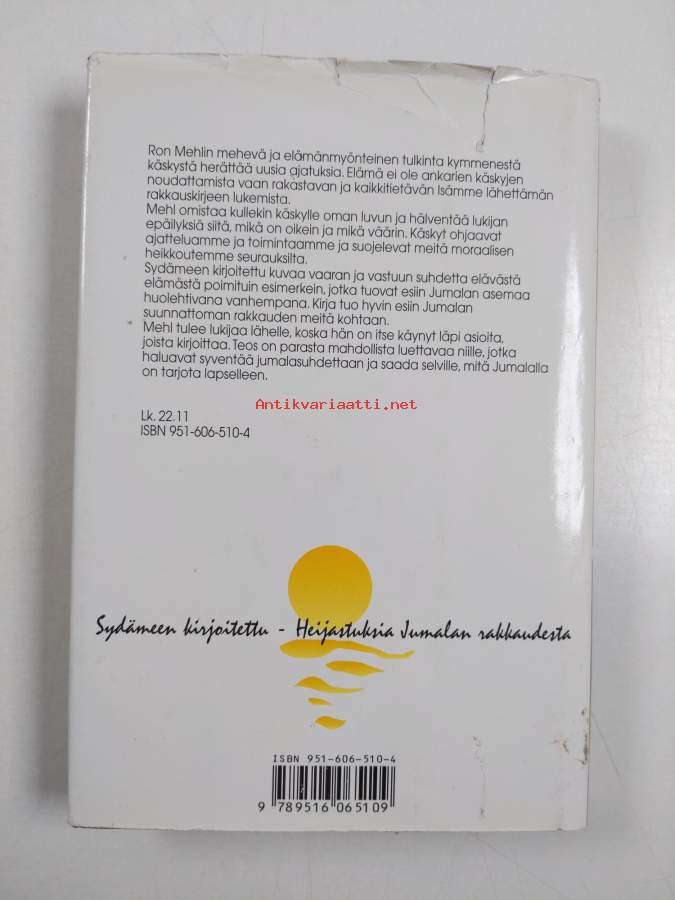 Ron Mehlin mehevä ja elämänmyönteinen tulkinta kymmenestä
käskystä herättää uusia ajatuksia. Elämä ei ole ankarien käskyjen
noudattamista vaan rakastavan ja kaikkitietävän Isämme lähettämän
rakkauskirjeen lukemista.
Mehl omistaa kullekin käskylle oman luvun ja hälventää lukijan
epäilyksiä siitä, mikä on oikein ja mikä väärin. Käskyt ohjaavat
ajatteluamme ja toimintaamme ja suojelevat meitä moraalisen
heikkoutemme seurauksilta.
Sydämeen kirjoitettu kuvaa vaaran ja vastuun suhdetta elävästä
elämästä poimituin esimerkein, jotka tuovat esiin Jumalan asemaa
huolehtivana vanhempana. Kirja tuo hyvin esiin Jumalan
suunnattoman rakkauden meitä kohtaan.
Mehl tulee lukijaa lähelle, koska hän on itse käynyt läpi asioita,
joista kirjoittaa. Teos on parasta mahdollista luettavaa niille, jotka
haluavat syventää jumalasuhdettaan ja saada selville, mitä Jumalalla
on tarjota lapselleen.
Antikvariaatti.net
Lk. 22.11
ISBN 951-606-510-4
Sydämeen kirjoitettu - Heijastuksia Jumalan rakkaudesta
ISBN 951-606-510-4
9 789516 065109